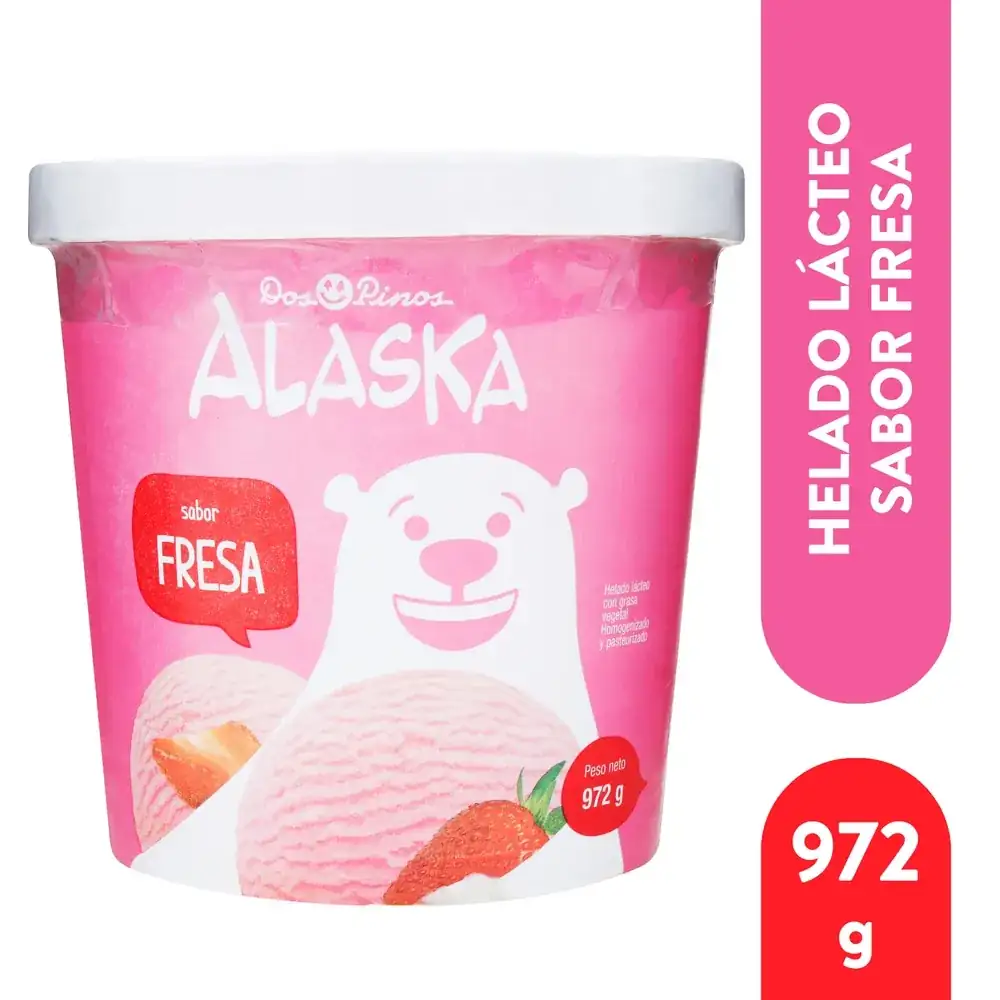 Dos Pinos
ALASKA
sabor
FRESA
Helado lácteo
con grasa
vegetal
Homogenizado
y pasteurizado
Peso neto
972 g
HELADO LÁCTEO
SABOR FRESA
972
g